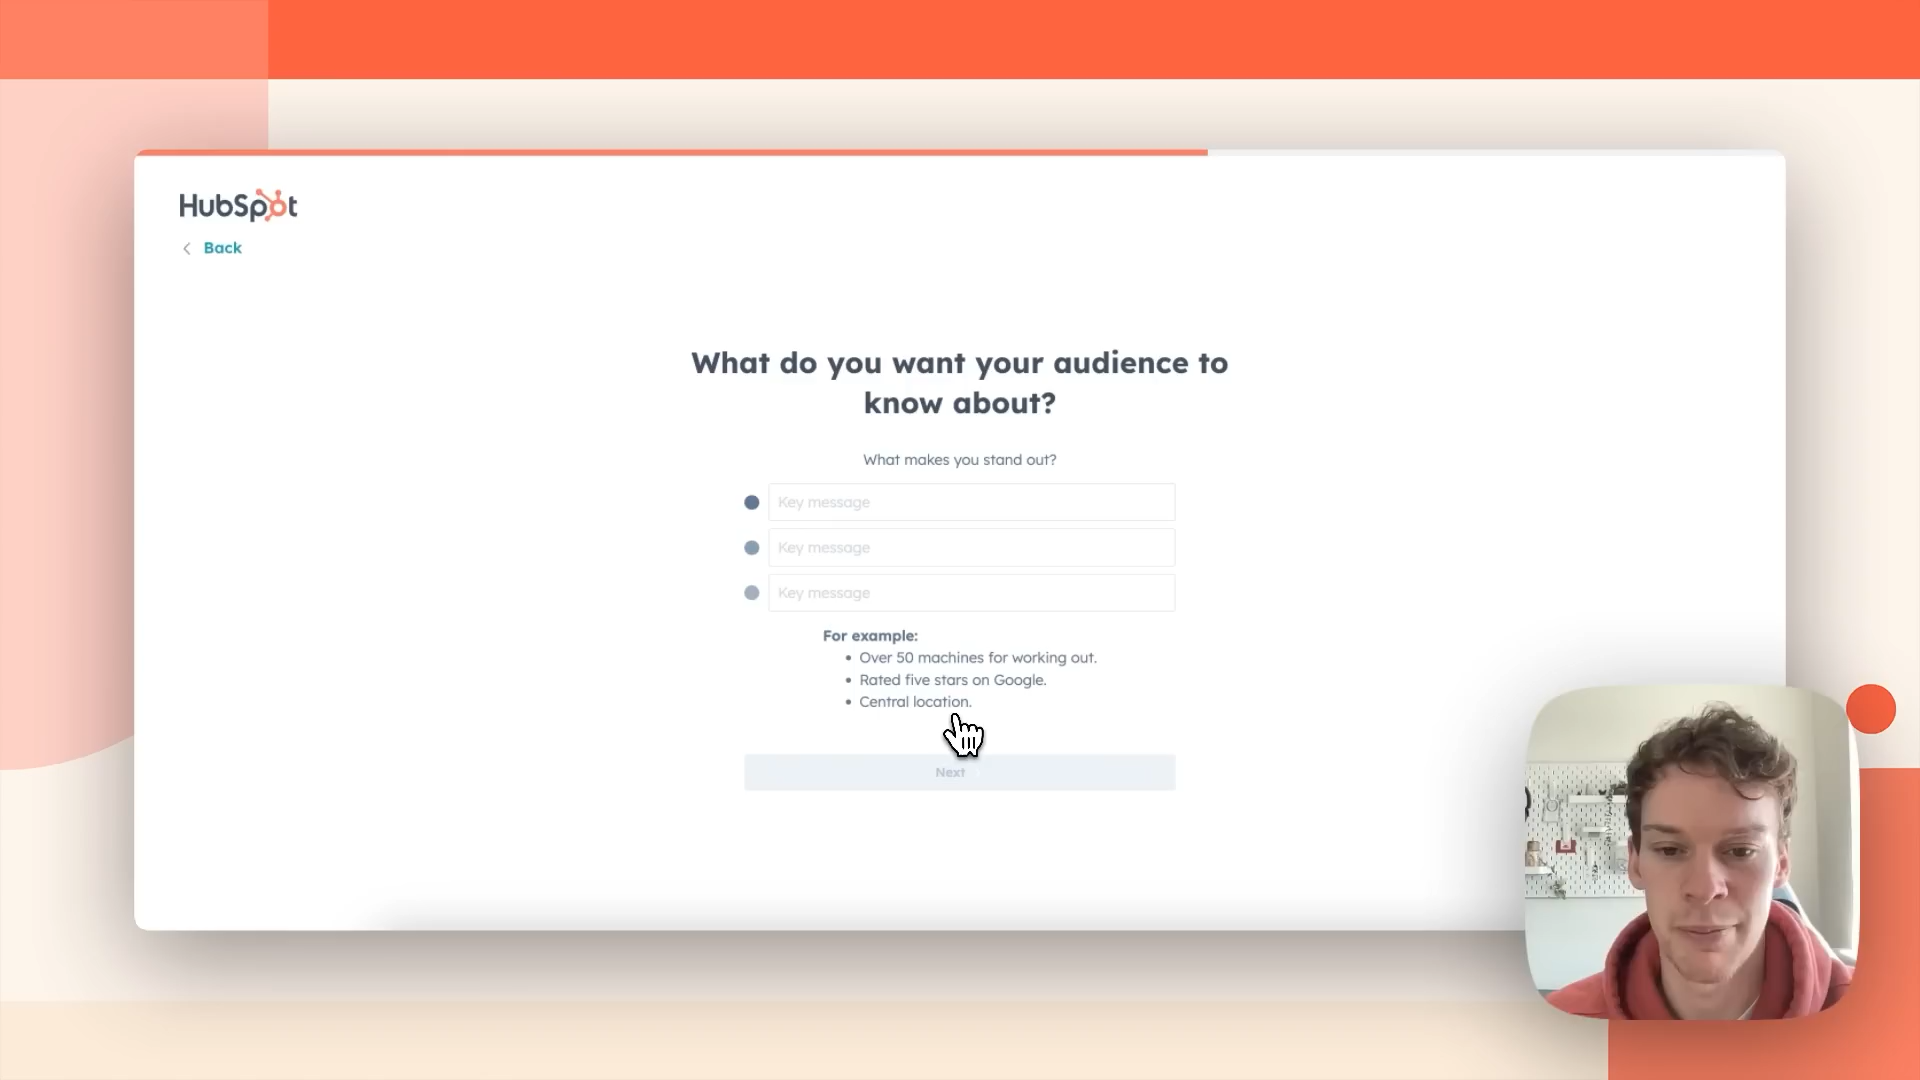 HubSpot
Back
What do you want your audience to
know about?
What makes you stand out?
Key message
Key message
Key message
For example:
• Over 50 machines for working out.
• Rated five stars on Google.
• Central location.
Next